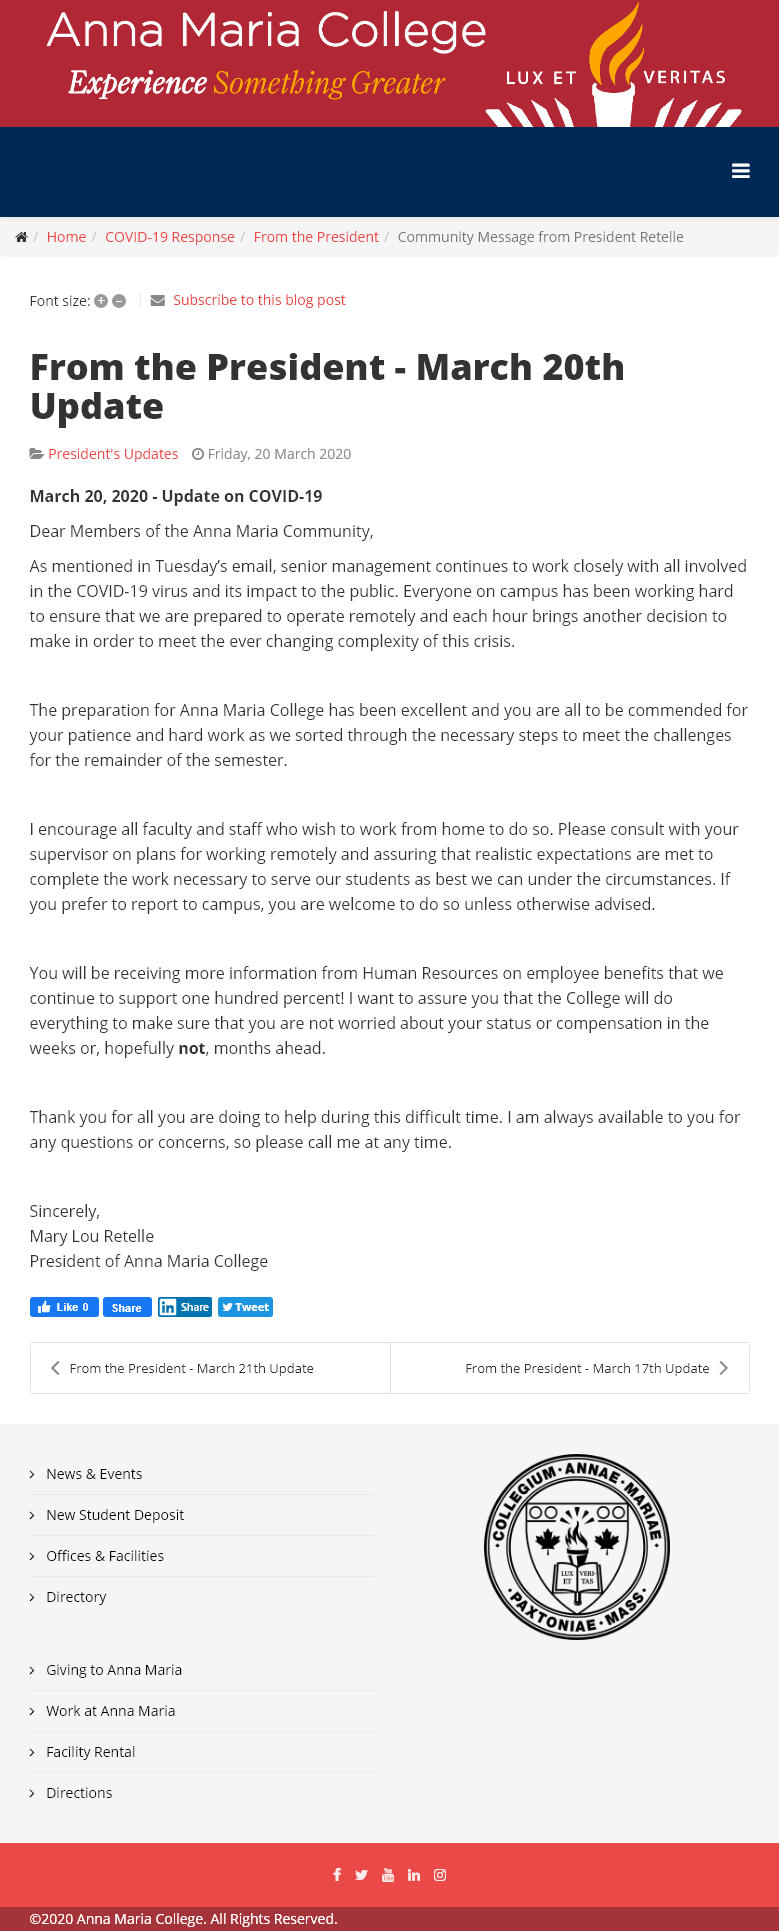 Anna Maria College
Experience Something Greater
LUX ET VERITAS
/ Home / COVID-19 Response / From the President / Community Message from President Retelle
Font size: + – Subscribe to this blog post
From the President - March 20th
Update
President's Updates Friday, 20 March 2020
March 20, 2020 - Update on COVID-19
Dear Members of the Anna Maria Community,
As mentioned in Tuesday’s email, senior management continues to work closely with all involved
in the COVID-19 virus and its impact to the public. Everyone on campus has been working hard
to ensure that we are prepared to operate remotely and each hour brings another decision to
make in order to meet the ever changing complexity of this crisis.
The preparation for Anna Maria College has been excellent and you are all to be commended for
your patience and hard work as we sorted through the necessary steps to meet the challenges
for the remainder of the semester.
I encourage all faculty and staff who wish to work from home to do so. Please consult with your
supervisor on plans for working remotely and assuring that realistic expectations are met to
complete the work necessary to serve our students as best we can under the circumstances. If
you prefer to report to campus, you are welcome to do so unless otherwise advised.
You will be receiving more information from Human Resources on employee benefits that we
continue to support one hundred percent! I want to assure you that the College will do
everything to make sure that you are not worried about your status or compensation in the
weeks or, hopefully not, months ahead.
Thank you for all you are doing to help during this difficult time. I am always available to you for
any questions or concerns, so please call me at any time.
Sincerely,
Mary Lou Retelle
President of Anna Maria College
Like 0 Share in Share Tweet
From the President - March 21th Update
From the President - March 17th Update
News & Events
New Student Deposit
Offices & Facilities
Directory
COLLEGIUM ANNAE MARIAE
LUX VERI-
ET TAS
PAXTONIAE MASS.
Giving to Anna Maria
Work at Anna Maria
Facility Rental
Directions
©2020 Anna Maria College. All Rights Reserved.